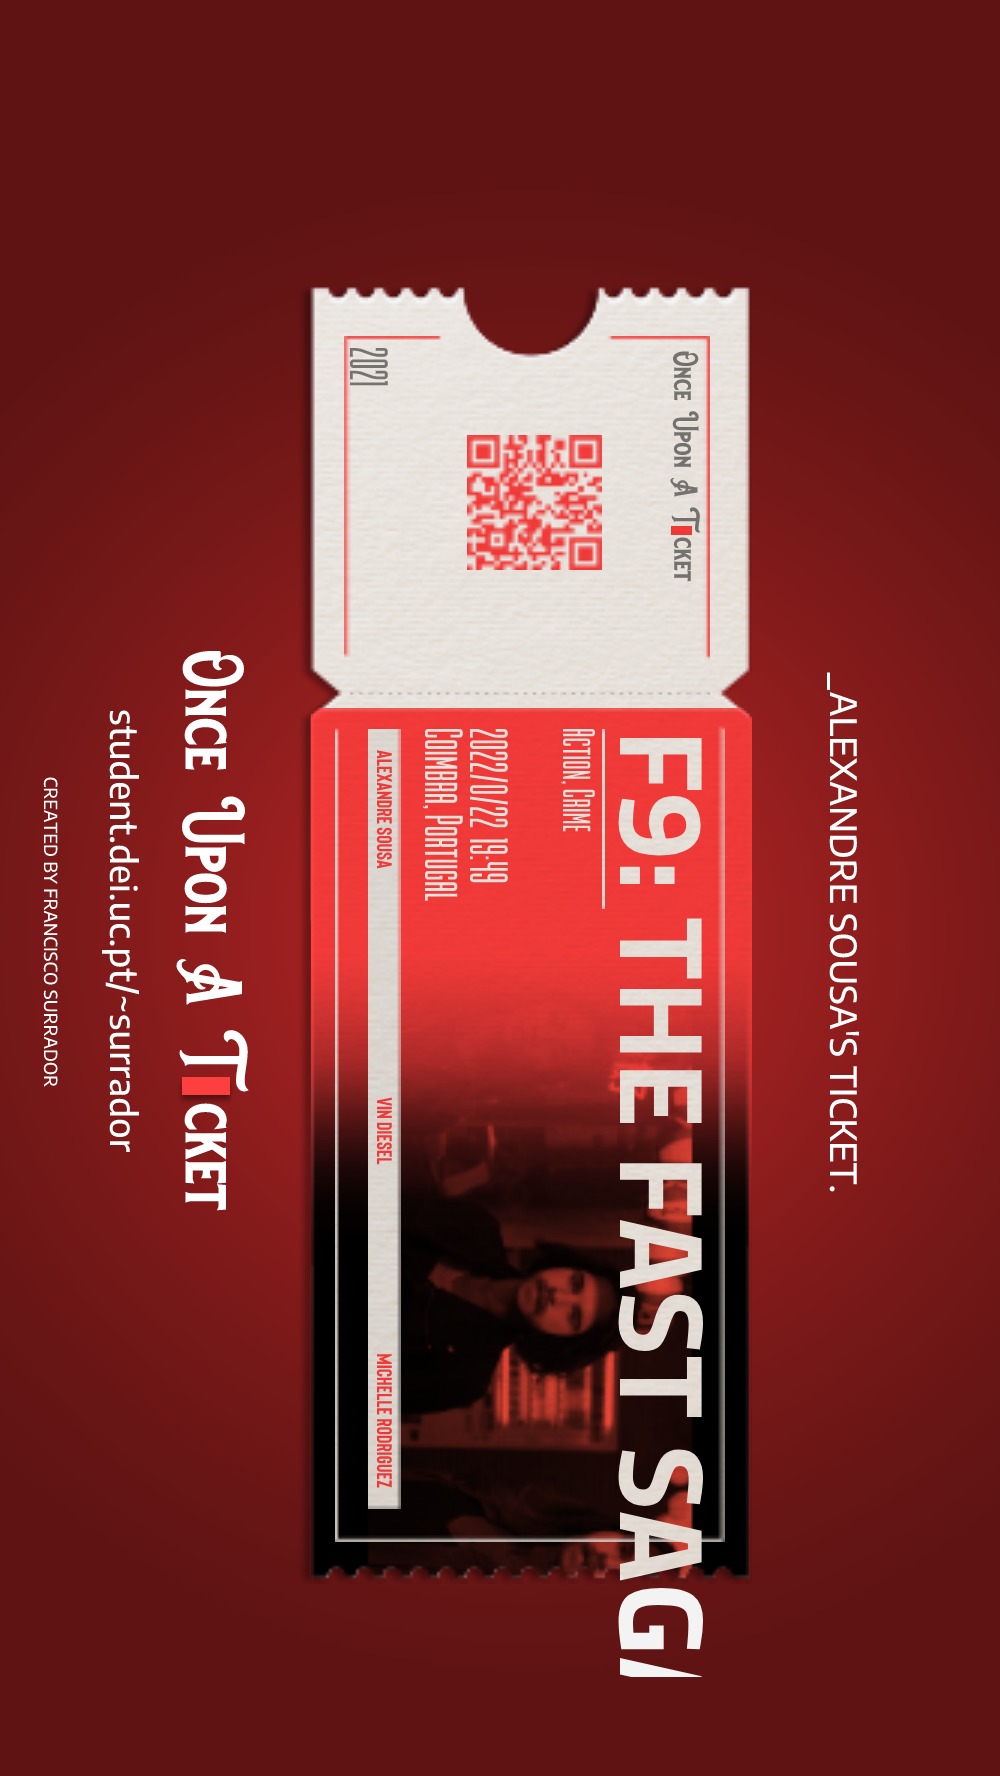 _ALEXANDRE SOUSA'S TICKET.
ONCE UPON A TICKET
2021
F9: THE FAST SAG
ACTION, CRIME
2022/0/22 19:49
COIMBRA, PORTUGAL
ALEXANDRE SOUSA
VIN DIESEL
MICHELLE RODRIGUEZ
ONCE UPON A TICKET
student.dei.uc.pt/~surrador
CREATED BY FRANCISCO SURRADOR